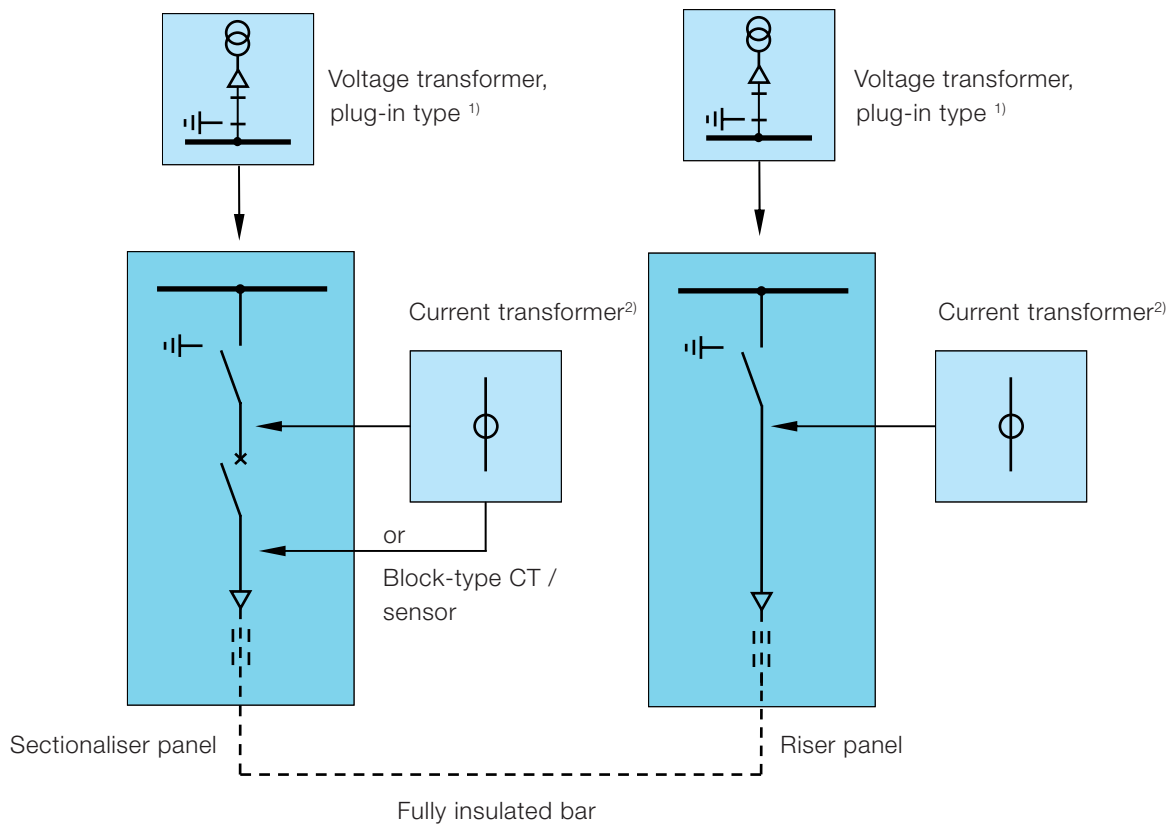 Voltage transformer,
plug-in type 1)
Voltage transformer,
plug-in type 1)
Current transformer2)
Current transformer2)
or
Block-type CT /
sensor
Sectionaliser panel
Riser panel
Fully insulated bar